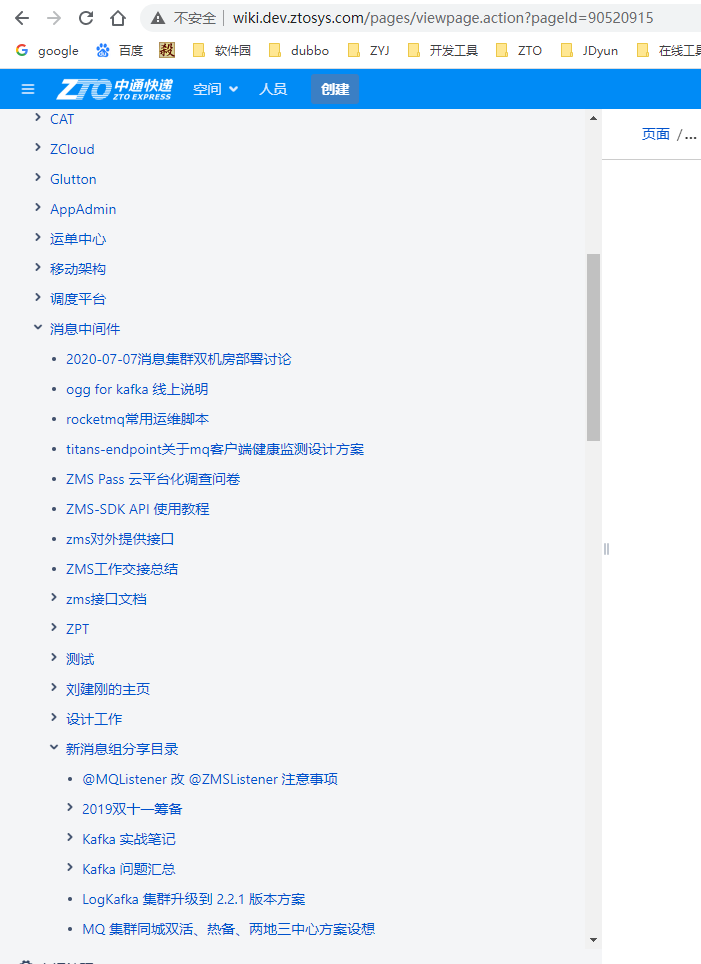 不安全 wiki.dev.ztosys.com/pages/viewpage.action?pageId=90520915
google 百度 软件园 dubbo ZYJ 开发工具 ZTO JDyun 在线工具
ZTO 中通快递 ZTO EXPRESS 空间 人员 创建
页面 /...
CAT
ZCloud
Glutton
AppAdmin
运单中心
移动架构
调度平台
消息中间件
2020-07-07消息集群双机房部署讨论
ogg for kafka 线上说明
rocketmq常用运维脚本
titans-endpoint关于mq客户端健康监测设计方案
ZMS Pass 云平台化调查问卷
ZMS-SDK API 使用教程
zms对外提供接口
ZMS工作交接总结
zms接口文档
ZPT
测试
刘建刚的主页
设计工作
新消息组分享目录
@MQListener 改 @ZMSListener 注意事项
2019双十一筹备
Kafka 实战笔记
Kafka 问题汇总
LogKafka 集群升级到 2.2.1 版本方案
MQ 集群同城双活、热备、两地三中心方案设想